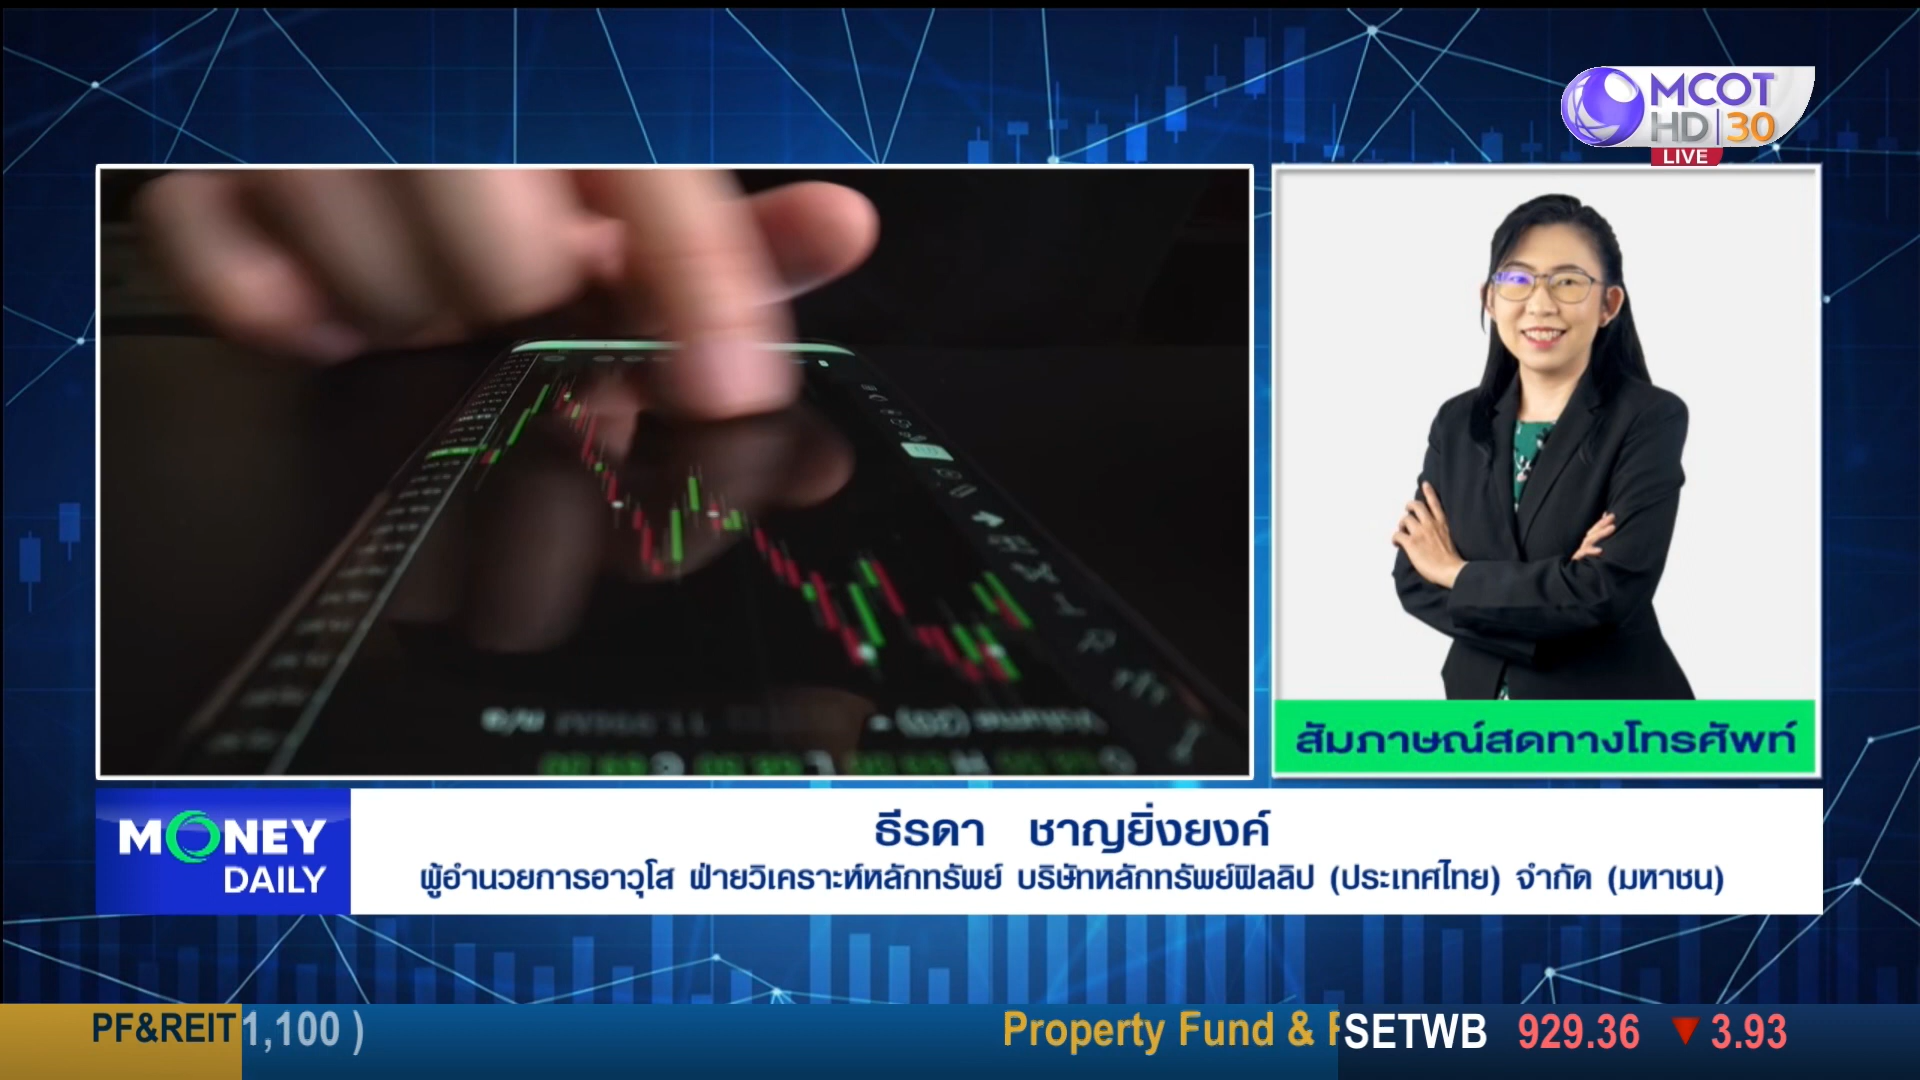 MCOT
HD 30
LIVE
สัมภาษณ์สดทางโทรศัพท์
MONEY
DAILY
ธีรดา ชาญยิ่งยงค์
ผู้อำนวยการอาวุโส ฝ่ายวิเคราะห์หลักทรัพย์ บริษัทหลักทรัพย์ฟิลลิป (ประเทศไทย) จำกัด (มหาชน)
PF&REIT 1,100 ) Property Fund & SETWB 929.36 ▼ 3.93